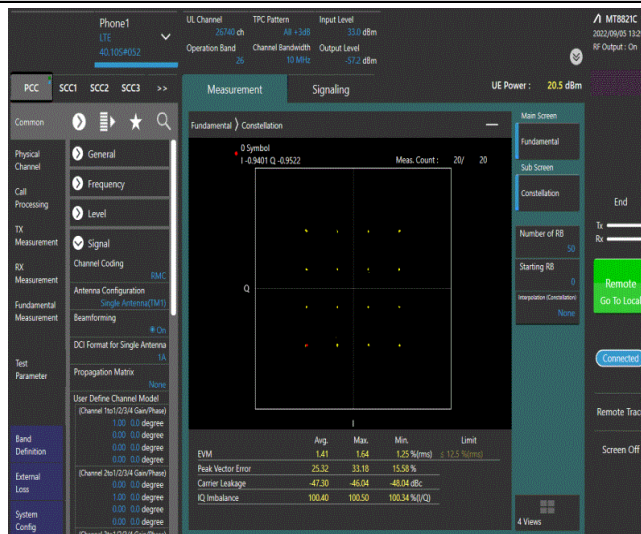 Phone1
LTE
40.105#052
UL Channel
26740 ch
TPC Pattern
All +3dB
Input Level
33.0 dBm
Operation Band
26
Channel Bandwidth
10 MHz
Output Level
-57.2 dBm
MT8821C
2022/09/05 13:2
RF Output : On
PCC SCC1 SCC2 SCC3 >>
Measurement
Signaling
UE Power : 20.5 dBm
Common
Physical
Channel
Call
Processing
TX
Measurement
RX
Measurement
Fundamental
Measurement
Test
Parameter
Band
Definition
External
Loss
System
Config
General
Frequency
Level
Signal
Channel Coding
RMC
Antenna Configuration
Single Antenna(TM1)
Beamforming
On
DCI Format for Single Antenna
1A
Propagation Matrix
None
User Define Channel Model
(Channel 1to1/2/3/4 Gain/Phase)
1.00 0.0 degree
0.00 0.0 degree
0.00 0.0 degree
0.00 0.0 degree
(Channel 2to1/2/3/4 Gain/Phase)
0.00 0.0 degree
1.00 0.0 degree
0.00 0.0 degree
0.00 0.0 degree
Fundamental 》 Constellation
0 Symbol
I -0.9401 Q -0.9522
Meas. Count : 20/ 20
Q
I
Avg. Max. Min. Limit
EVM 1.41 1.64 1.25 %(rms) ≤ 12.5 %(rms)
Peak Vector Error 25.32 33.18 15.58 %
Carrier Leakage -47.30 -46.04 -48.04 dBc
IQ Imbalance 100.40 100.50 100.34 %(I/Q)
Main Screen
Fundamental
Sub Screen
Constellation
Number of RB
50
Starting RB
0
Interpolation (Constellation)
None
4 Views
End
Tx
Rx
Remote
Go To Local
Connected
Remote Trac
Screen Off